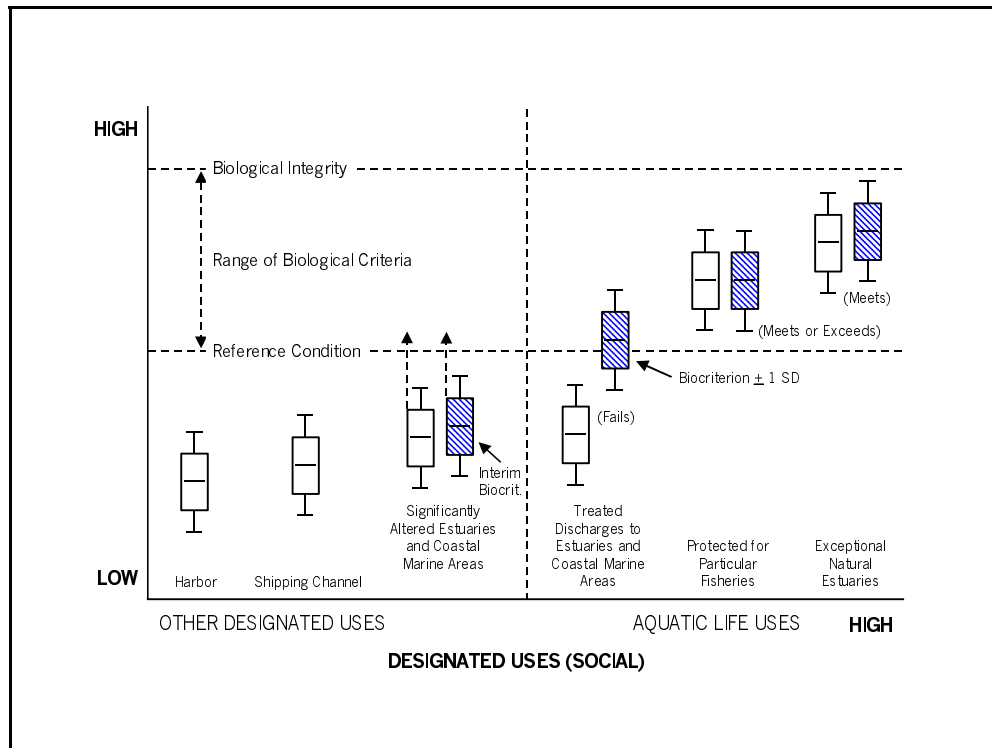 HIGH
Biological Integrity
Range of Biological Criteria
Reference Condition
(Meets)
(Meets or Exceeds)
Biocriterion ± 1 SD
(Fails)
Interim
Biocrit.
Significantly
Altered Estuaries
and Coastal
Marine Areas
Treated
Discharges to
Estuaries and
Coastal Marine
Areas
Protected for
Particular
Fisheries
Exceptional
Natural
Estuaries
LOW
Harbor
Shipping Channel
OTHER DESIGNATED USES
AQUATIC LIFE USES
HIGH
DESIGNATED USES (SOCIAL)